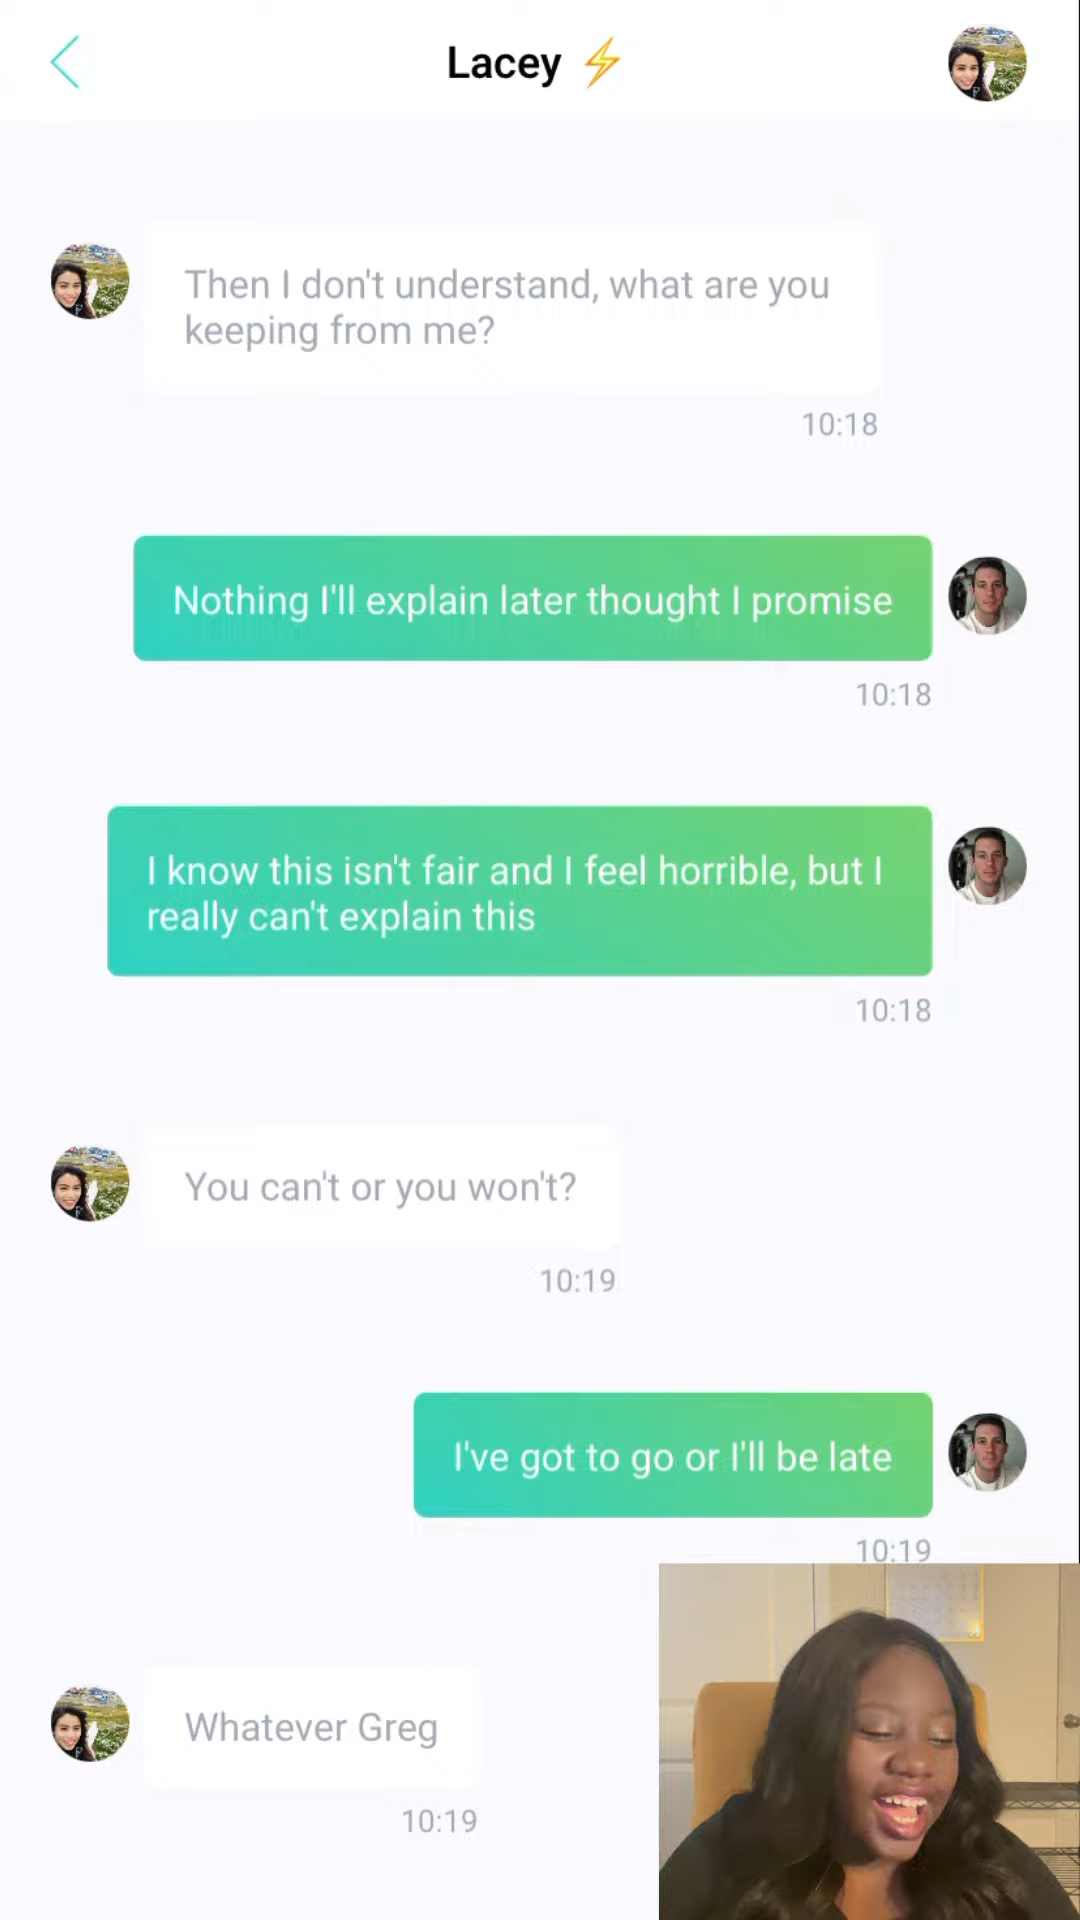 Lacey ⚡
Then I don't understand, what are you
keeping from me?
10:18
Nothing I'll explain later thought I promise
10:18
I know this isn't fair and I feel horrible, but I
really can't explain this
10:18
You can't or you won't?
10:19
I've got to go or I'll be late
10:19
Whatever Greg
10:19